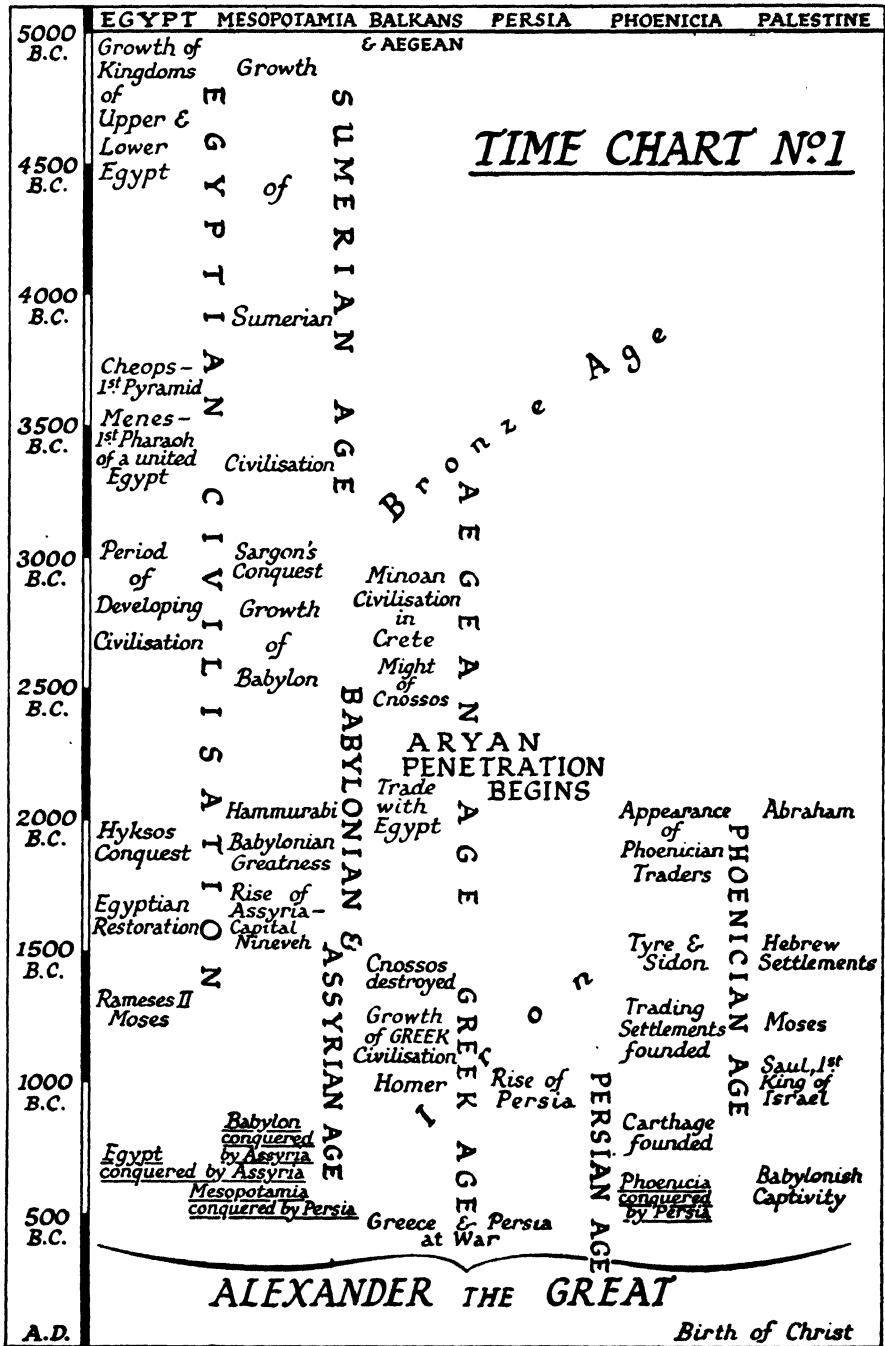 EGYPT MESOPOTAMIA BALKANS PERSIA PHOENICIA PALESTINE
& AEGEAN
TIME CHART No. 1
5000
B.C.
4500
B.C.
4000
B.C.
3500
B.C.
3000
B.C.
2500
B.C.
2000
B.C.
1500
B.C.
1000
B.C.
500
B.C.
A.D.
Growth of
Kingdoms
of
Upper &
Lower
Egypt
Cheops –
1st Pyramid
Menes –
1st Pharaoh
of a united
Egypt
Period
of
Developing
Civilisation
Hyksos
Conquest
Egyptian
Restoration
Rameses II
Moses
Egypt
conquered by Assyria
EGYPTIAN CIVILISATION
Growth
of
Sumerian
Civilisation
Sargon's
Conquest
Growth
of
Babylon
Hammurabi
Babylonian
Greatness
Rise of
Assyria –
Capital
Nineveh
Babylon
conquered
by Assyria
Mesopotamia
conquered by Persia
SUMERIAN AGE
BABYLONIAN &
ASSYRIAN AGE
Bronze Age
Minoan
Civilisation
in
Crete
Might
of
Cnossos
ARYAN
PENETRATION
BEGINS
Trade
with
Egypt
Cnossos
destroyed
Growth
of GREEK
Civilisation
Homer
AEGEAN AGE
GREEK AGE
Iron
Greece & Persia
at War
Rise of
Persia
PERSIAN AGE
Appearance
of
Phoenician
Traders
Tyre &
Sidon
Trading
Settlements
founded
Carthage
founded
Phoenicia
conquered
by Persia
PHOENICIAN AGE
Abraham
Hebrew
Settlements
Moses
Saul, 1st
King of
Israel
Babylonish
Captivity
ALEXANDER THE GREAT
Birth of Christ